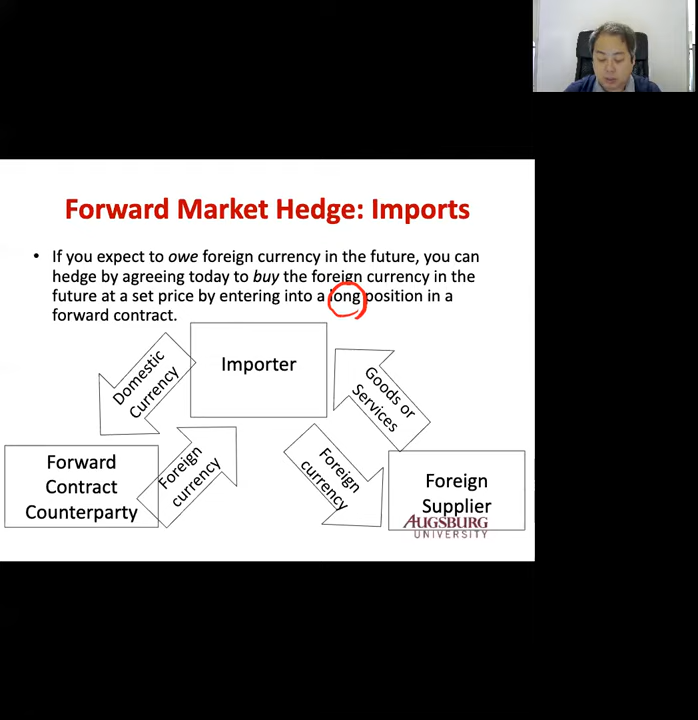 Forward Market Hedge: Imports
• If you expect to owe foreign currency in the future, you can
hedge by agreeing today to buy the foreign currency in the
future at a set price by entering into a long position in a
forward contract.
Importer
Domestic
Currency
Goods or
Services
Foreign
currency
Foreign
currency
Forward
Contract
Counterparty
Foreign
Supplier
AUGSBURG
UNIVERSITY